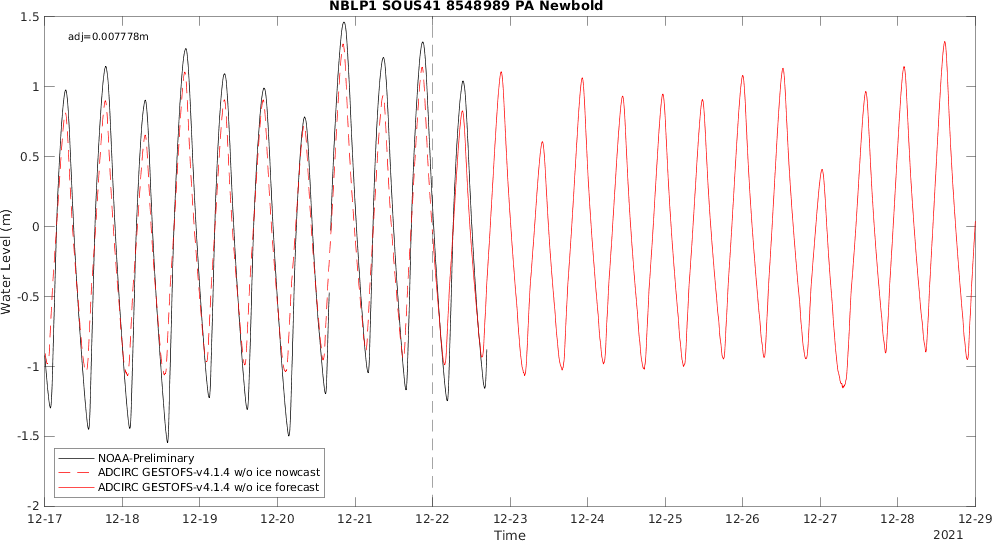 NBLP1 SOUS41 8548989 PA Newbold
adj=0.007778m
1.5
1
0.5
0
-0.5
-1
-1.5
-2
Water Level (m)
NOAA-Preliminary
ADCIRC GESTOFS-v4.1.4 w/o ice nowcast
ADCIRC GESTOFS-v4.1.4 w/o ice forecast
12-17 12-18 12-19 12-20 12-21 12-22 12-23 12-24 12-25 12-26 12-27 12-28 12-29
Time
2021